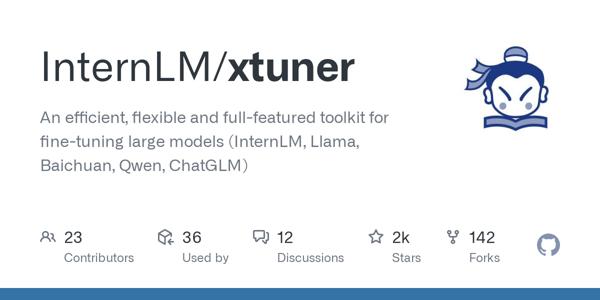 InternLM/xtuner
An efficient, flexible and full-featured toolkit for
fine-tuning large models (InternLM, Llama,
Baichuan, Qwen, ChatGLM)
23 36 12 2k 142
Contributors Used by Discussions Stars Forks